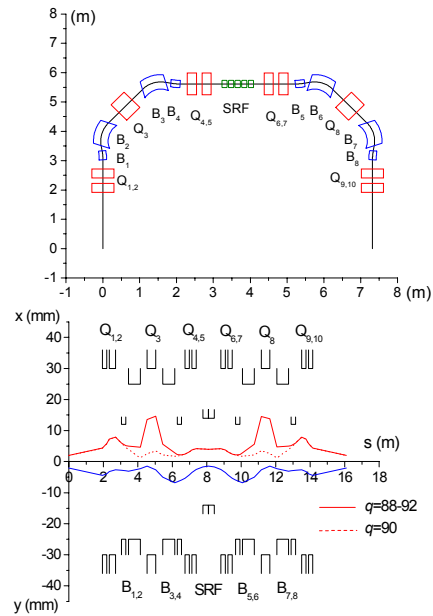 (m)
8
7
6
5
4
3
2
1
0
-1
B₃ B₄
Q₄,₅
SRF
Q₆,₇
B₅ B₆
Q₃
Q₈
B₂
B₇
B₁
B₈
Q₁,₂
Q₉,₁₀
-1 0 1 2 3 4 5 6 7 8
(m)
x (mm)
40
30
20
10
0
-10
-20
-30
-40
y (mm)
Q₁,₂ Q₃ Q₄,₅ Q₆,₇ Q₈ Q₉,₁₀
s (m)
0 2 4 6 8 10 12 14 16 18
q=88-92
q=90
B₁,₂ B₃,₄ SRF B₅,₆ B₇,₈